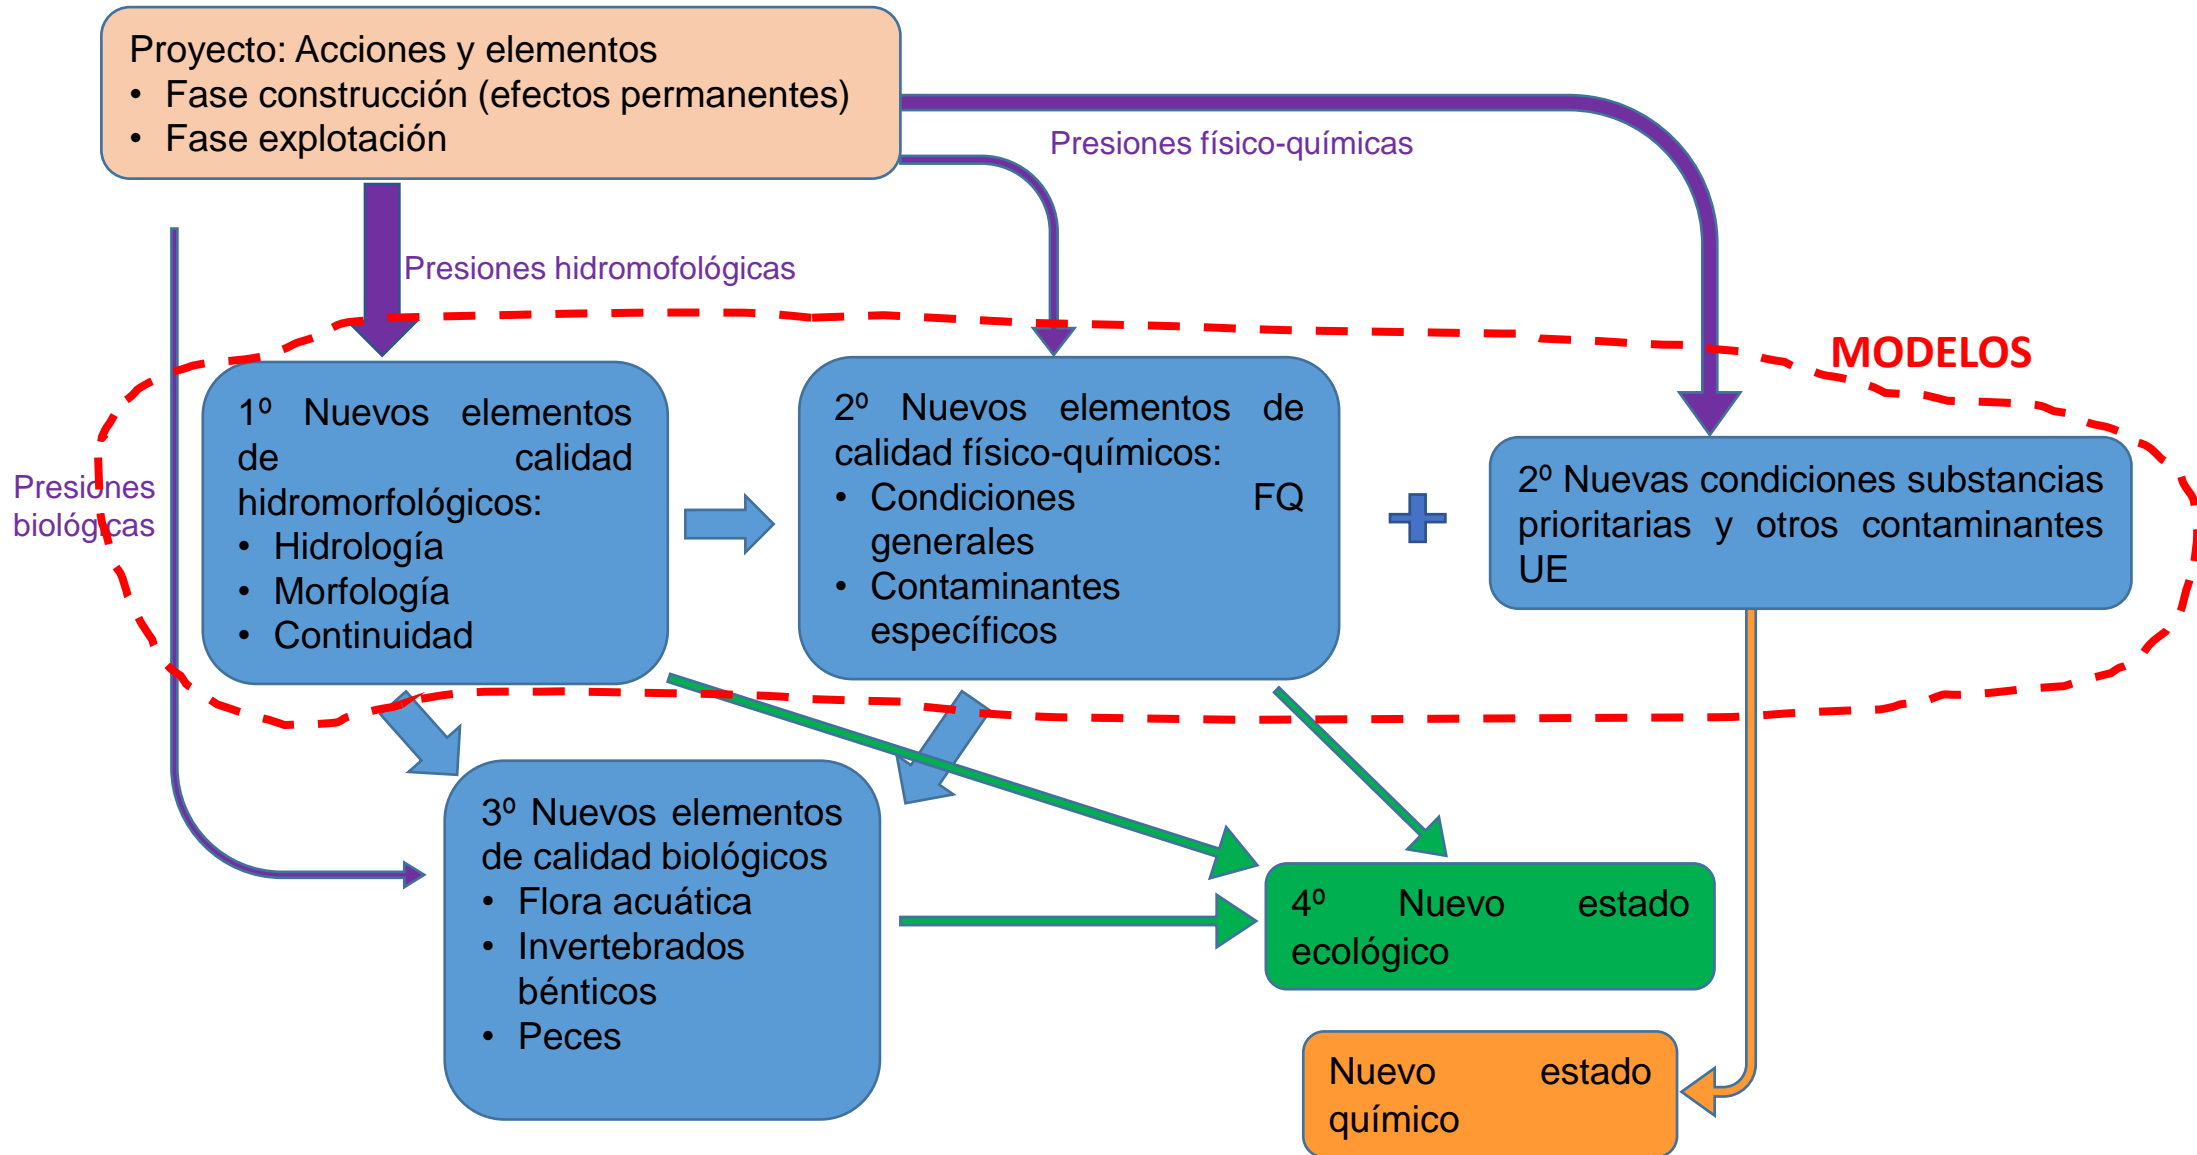 Proyecto: Acciones y elementos
• Fase construcción (efectos permanentes)
• Fase explotación
Presiones físico-químicas
Presiones hidromofológicas
MODELOS
1º Nuevos elementos
de calidad
hidromorfológicos:
• Hidrología
• Morfología
• Continuidad
2º Nuevos elementos de
calidad físico-químicos:
• Condiciones FQ
generales
• Contaminantes
específicos
2º Nuevas condiciones substancias
prioritarias y otros contaminantes
UE
Presiones
biológicas
3º Nuevos elementos
de calidad biológicos
• Flora acuática
• Invertebrados
bénticos
• Peces
4º Nuevo estado
ecológico
Nuevo estado
químico